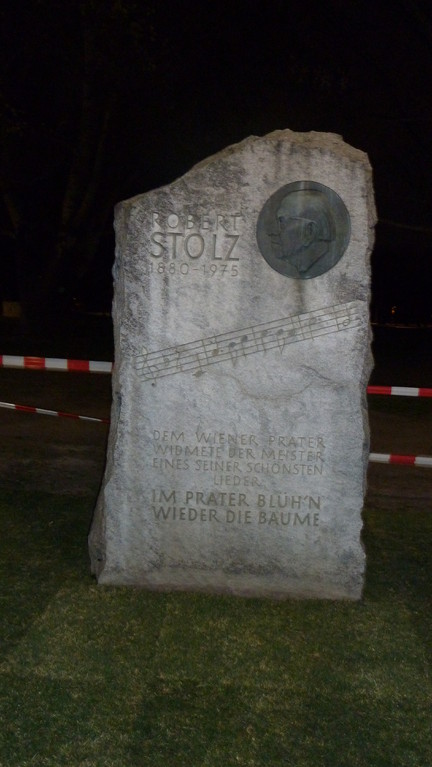 ROBERT
STOLZ
1880-1975
DEM WIENER PRATER
WIDMETE DER MEISTER
EINES SEINER SCHÖNSTEN
LIEDER
IM PRATER BLÜH'N
WIEDER DIE BÄUME